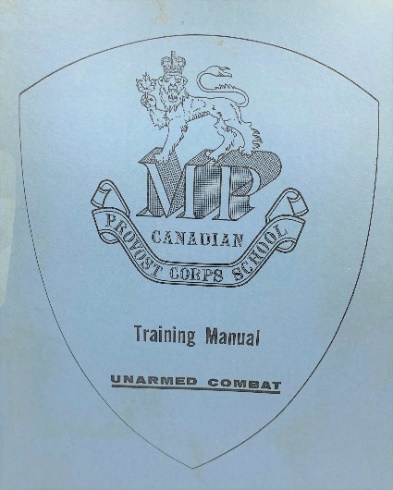 MP
CANADIAN
PROVOST CORPS SCHOOL
Training Manual
UNARMED COMBAT